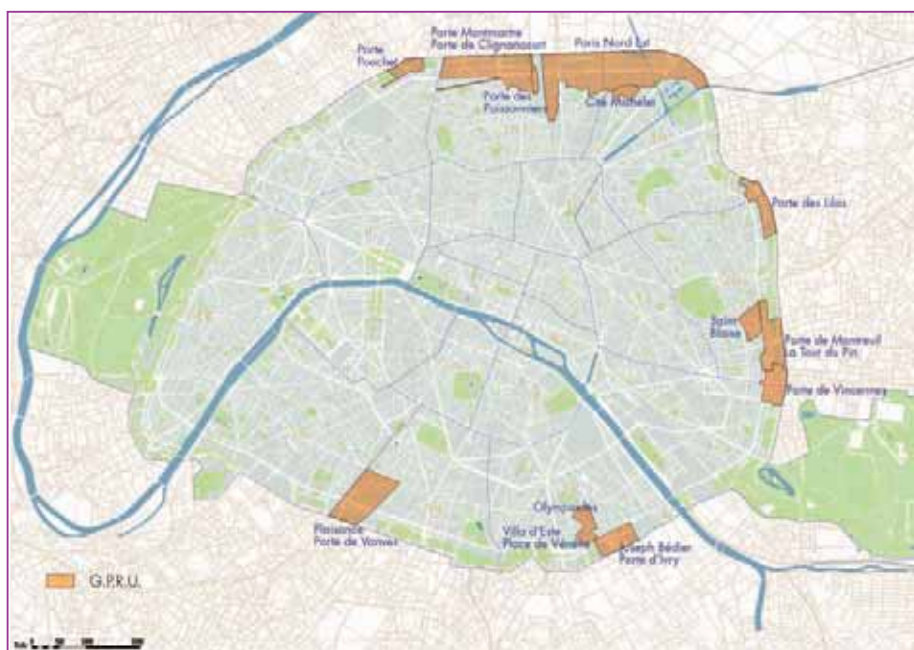 Porte Montmartre
Porte de Clignancourt
Paris Nord Est
Porte
Pouchet
Porte des
Poissonniers
Cité Michelet
Porte des Lilas
Saint
Blaise
Porte de Montreuil
La Tour du Pin
Porte de Vincennes
Olympiades
Villa d'Este
Place de Vénétie
Joseph Bédier
Porte d'Ivry
Plaisance
Porte de Vanves
G.P.R.U.